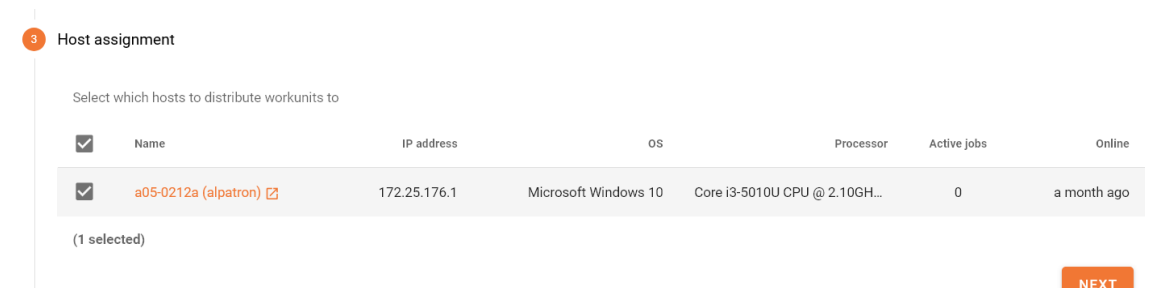 3 Host assignment
Select which hosts to distribute workunits to
Name IP address OS Processor Active jobs Online
a05-0212a (alpatron) 172.25.176.1 Microsoft Windows 10 Core i3-5010U CPU @ 2.10GH... 0 a month ago
(1 selected)
NEXT